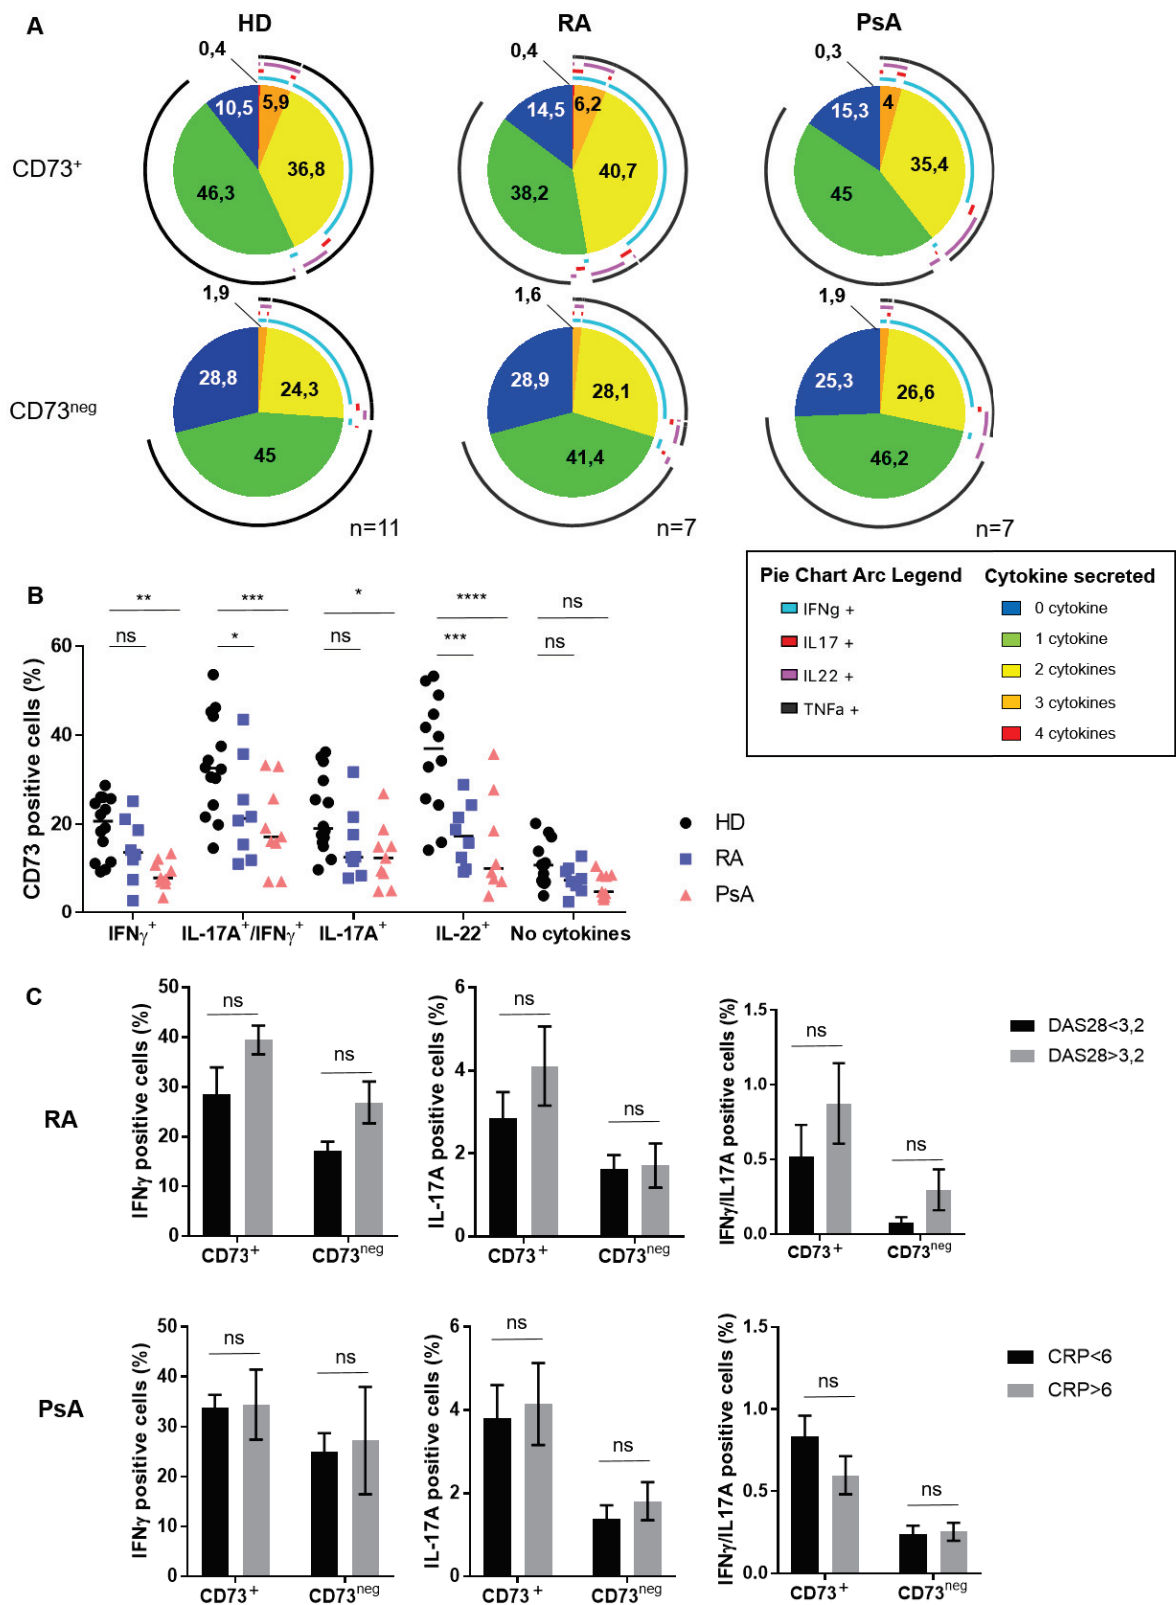 A
HD
RA
PsA
0,4
0,4
0,3
CD73+
10,5
5,9
36,8
46,3
14,5
6,2
40,7
38,2
15,3
4
35,4
45
1,9
1,6
1,9
CD73neg
28,8
24,3
45
28,9
28,1
41,4
25,3
26,6
46,2
n=11
n=7
n=7
Pie Chart Arc Legend
IFNg +
IL17 +
IL22 +
TNFa +
Cytokine secreted
0 cytokine
1 cytokine
2 cytokines
3 cytokines
4 cytokines
B
** *** * **** ns
ns * ns *** ns
CD73 positive cells (%)
60
40
20
0
IFNγ+ IL-17A+/IFNγ+ IL-17A+ IL-22+ No cytokines
HD
RA
PsA
C
RA
IFNγ positive cells (%)
50
40
30
20
10
0
ns
ns
CD73+ CD73neg
IL-17A positive cells (%)
6
4
2
0
ns
ns
CD73+ CD73neg
IFNγ/IL17A positive cells (%)
1.5
1.0
0.5
0.0
ns
ns
CD73+ CD73neg
DAS28<3,2
DAS28>3,2
PsA
IFNγ positive cells (%)
50
40
30
20
10
0
ns
ns
CD73+ CD73neg
IL-17A positive cells (%)
6
4
2
0
ns
ns
CD73+ CD73neg
IFNγ/IL17A positive cells (%)
1.5
1.0
0.5
0.0
ns
ns
CD73+ CD73neg
CRP<6
CRP>6